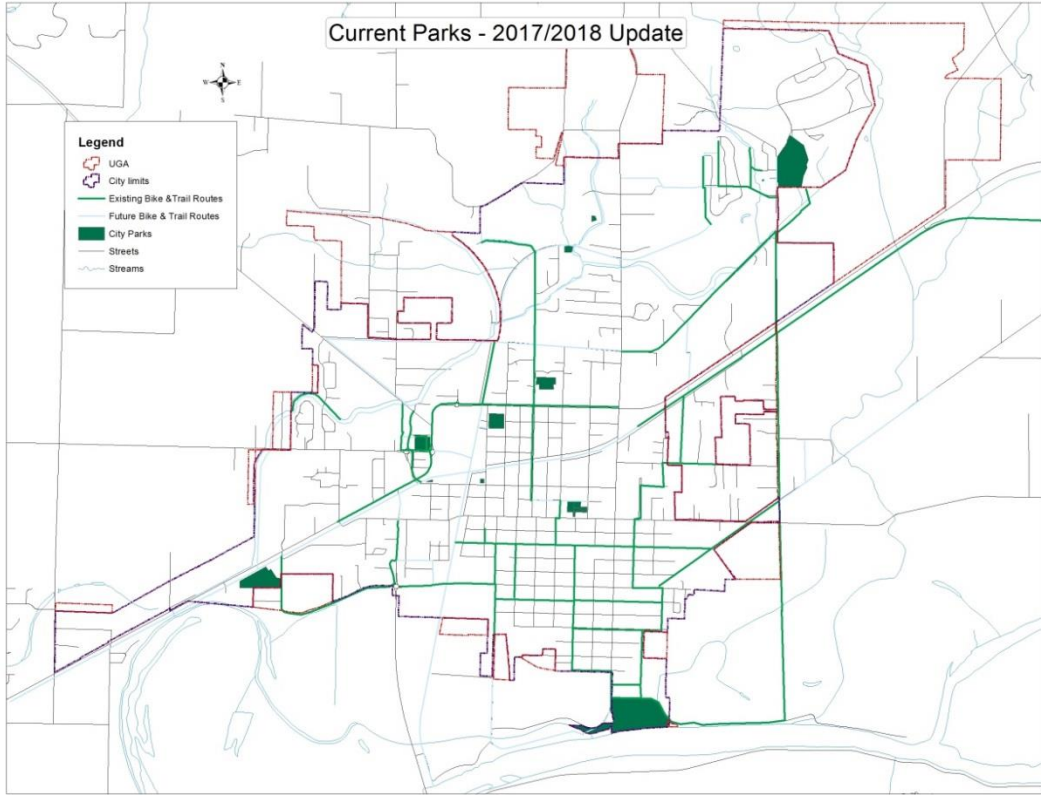 Current Parks - 2017/2018 Update
N
W E
S
Legend
UGA
City limits
Existing Bike &Trail Routes
Future Bike & Trail Routes
City Parks
Streets
Streams